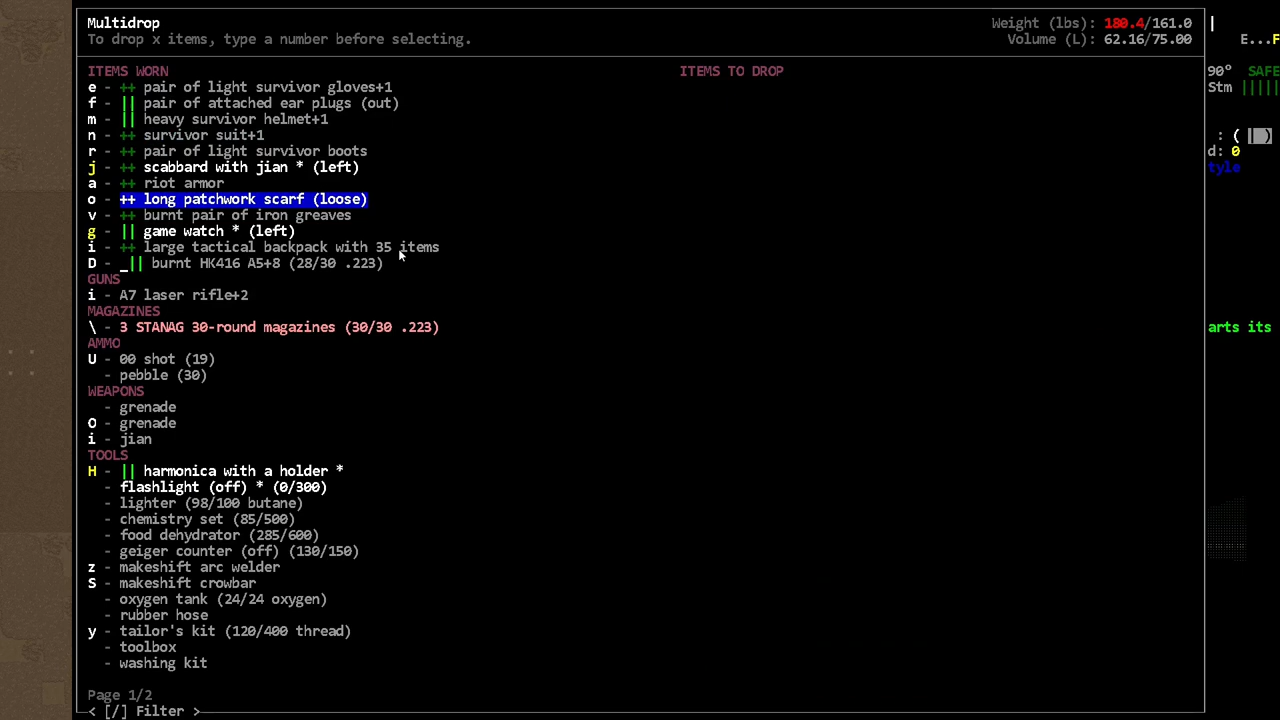 Multidrop
To drop x items, type a number before selecting.
Weight (lbs): 180.4/161.0
Volume (L): 62.16/75.00
E...F
ITEMS WORN
ITEMS TO DROP
90° SAFE
e - ++ pair of light survivor gloves+1
Stm |||||
f - || pair of attached ear plugs (out)
m - || heavy survivor helmet+1
n - ++ survivor suit+1
: ( | )
r - ++ pair of light survivor boots
d: 0
j - ++ scabbard with jian * (left)
tyle
a - ++ riot armor
o - ++ long patchwork scarf (loose)
v - ++ burnt pair of iron greaves
g - || game watch * (left)
i - ++ large tactical backpack with 35 items
D - _|| burnt HK416 A5+8 (28/30 .223)
GUNS
i - A7 laser rifle+2
MAGAZINES
\ - 3 STANAG 30-round magazines (30/30 .223)
arts its
AMMO
U - 00 shot (19)
- pebble (30)
WEAPONS
- grenade
O - grenade
i - jian
TOOLS
H - || harmonica with a holder *
- flashlight (off) * (0/300)
- lighter (98/100 butane)
- chemistry set (85/500)
- food dehydrator (285/600)
- geiger counter (off) (130/150)
z - makeshift arc welder
S - makeshift crowbar
- oxygen tank (24/24 oxygen)
- rubber hose
y - tailor's kit (120/400 thread)
- toolbox
- washing kit
Page 1/2
< [/] Filter >